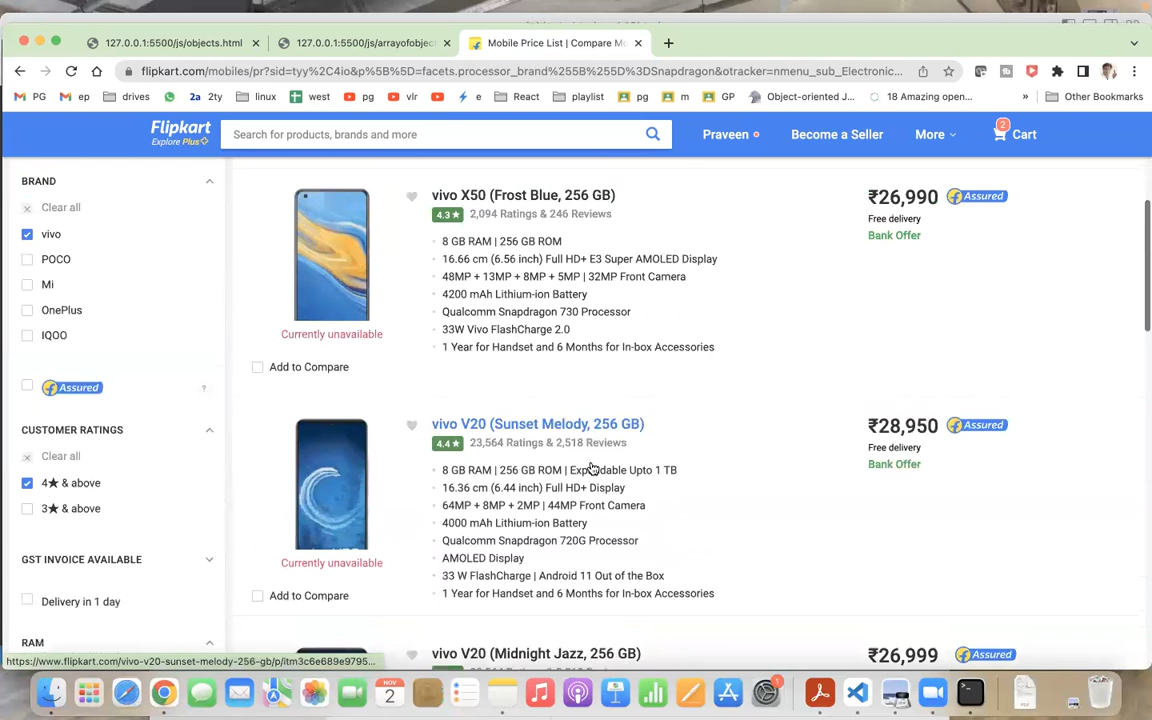 127.0.0.1:5500/js/objects.html
127.0.0.1:5500/js/arrayofobjec
Mobile Price List | Compare Mo
flipkart.com/mobiles/pr?sid=tyy%2C4io&p%5B%5D=facets.processor_brand%255B%255D%3DSnapdragon&otracker=nmenu_sub_Electronic...
PG
ep
drives
2a 2ty
linux
west
pg
vlr
e
React
playlist
pg
m
GP
Object-oriented J...
18 Amazing open...
»
Other Bookmarks
Flipkart
Explore Plus
Search for products, brands and more
Praveen
Become a Seller
More
2
Cart
BRAND
Clear all
vivo
POCO
Mi
OnePlus
IQOO
Assured
?
CUSTOMER RATINGS
Clear all
4★ & above
3★ & above
GST INVOICE AVAILABLE
Delivery in 1 day
RAM
vivo X50 (Frost Blue, 256 GB)
4.3 ★ 2,094 Ratings & 246 Reviews
8 GB RAM | 256 GB ROM
16.66 cm (6.56 inch) Full HD+ E3 Super AMOLED Display
48MP + 13MP + 8MP + 5MP | 32MP Front Camera
4200 mAh Lithium-ion Battery
Qualcomm Snapdragon 730 Processor
33W Vivo FlashCharge 2.0
1 Year for Handset and 6 Months for In-box Accessories
Currently unavailable
Add to Compare
₹26,990
Assured
Free delivery
Bank Offer
vivo V20 (Sunset Melody, 256 GB)
4.4 ★ 23,564 Ratings & 2,518 Reviews
8 GB RAM | 256 GB ROM | Expandable Upto 1 TB
16.36 cm (6.44 inch) Full HD+ Display
64MP + 8MP + 2MP | 44MP Front Camera
4000 mAh Lithium-ion Battery
Qualcomm Snapdragon 720G Processor
AMOLED Display
33 W FlashCharge | Android 11 Out of the Box
1 Year for Handset and 6 Months for In-box Accessories
Currently unavailable
Add to Compare
₹28,950
Assured
Free delivery
Bank Offer
vivo V20 (Midnight Jazz, 256 GB)
₹26,999
Assured
https://www.flipkart.com/vivo-v20-sunset-melody-256-gb/p/itm3c6e689e9795...
NOV
2
1